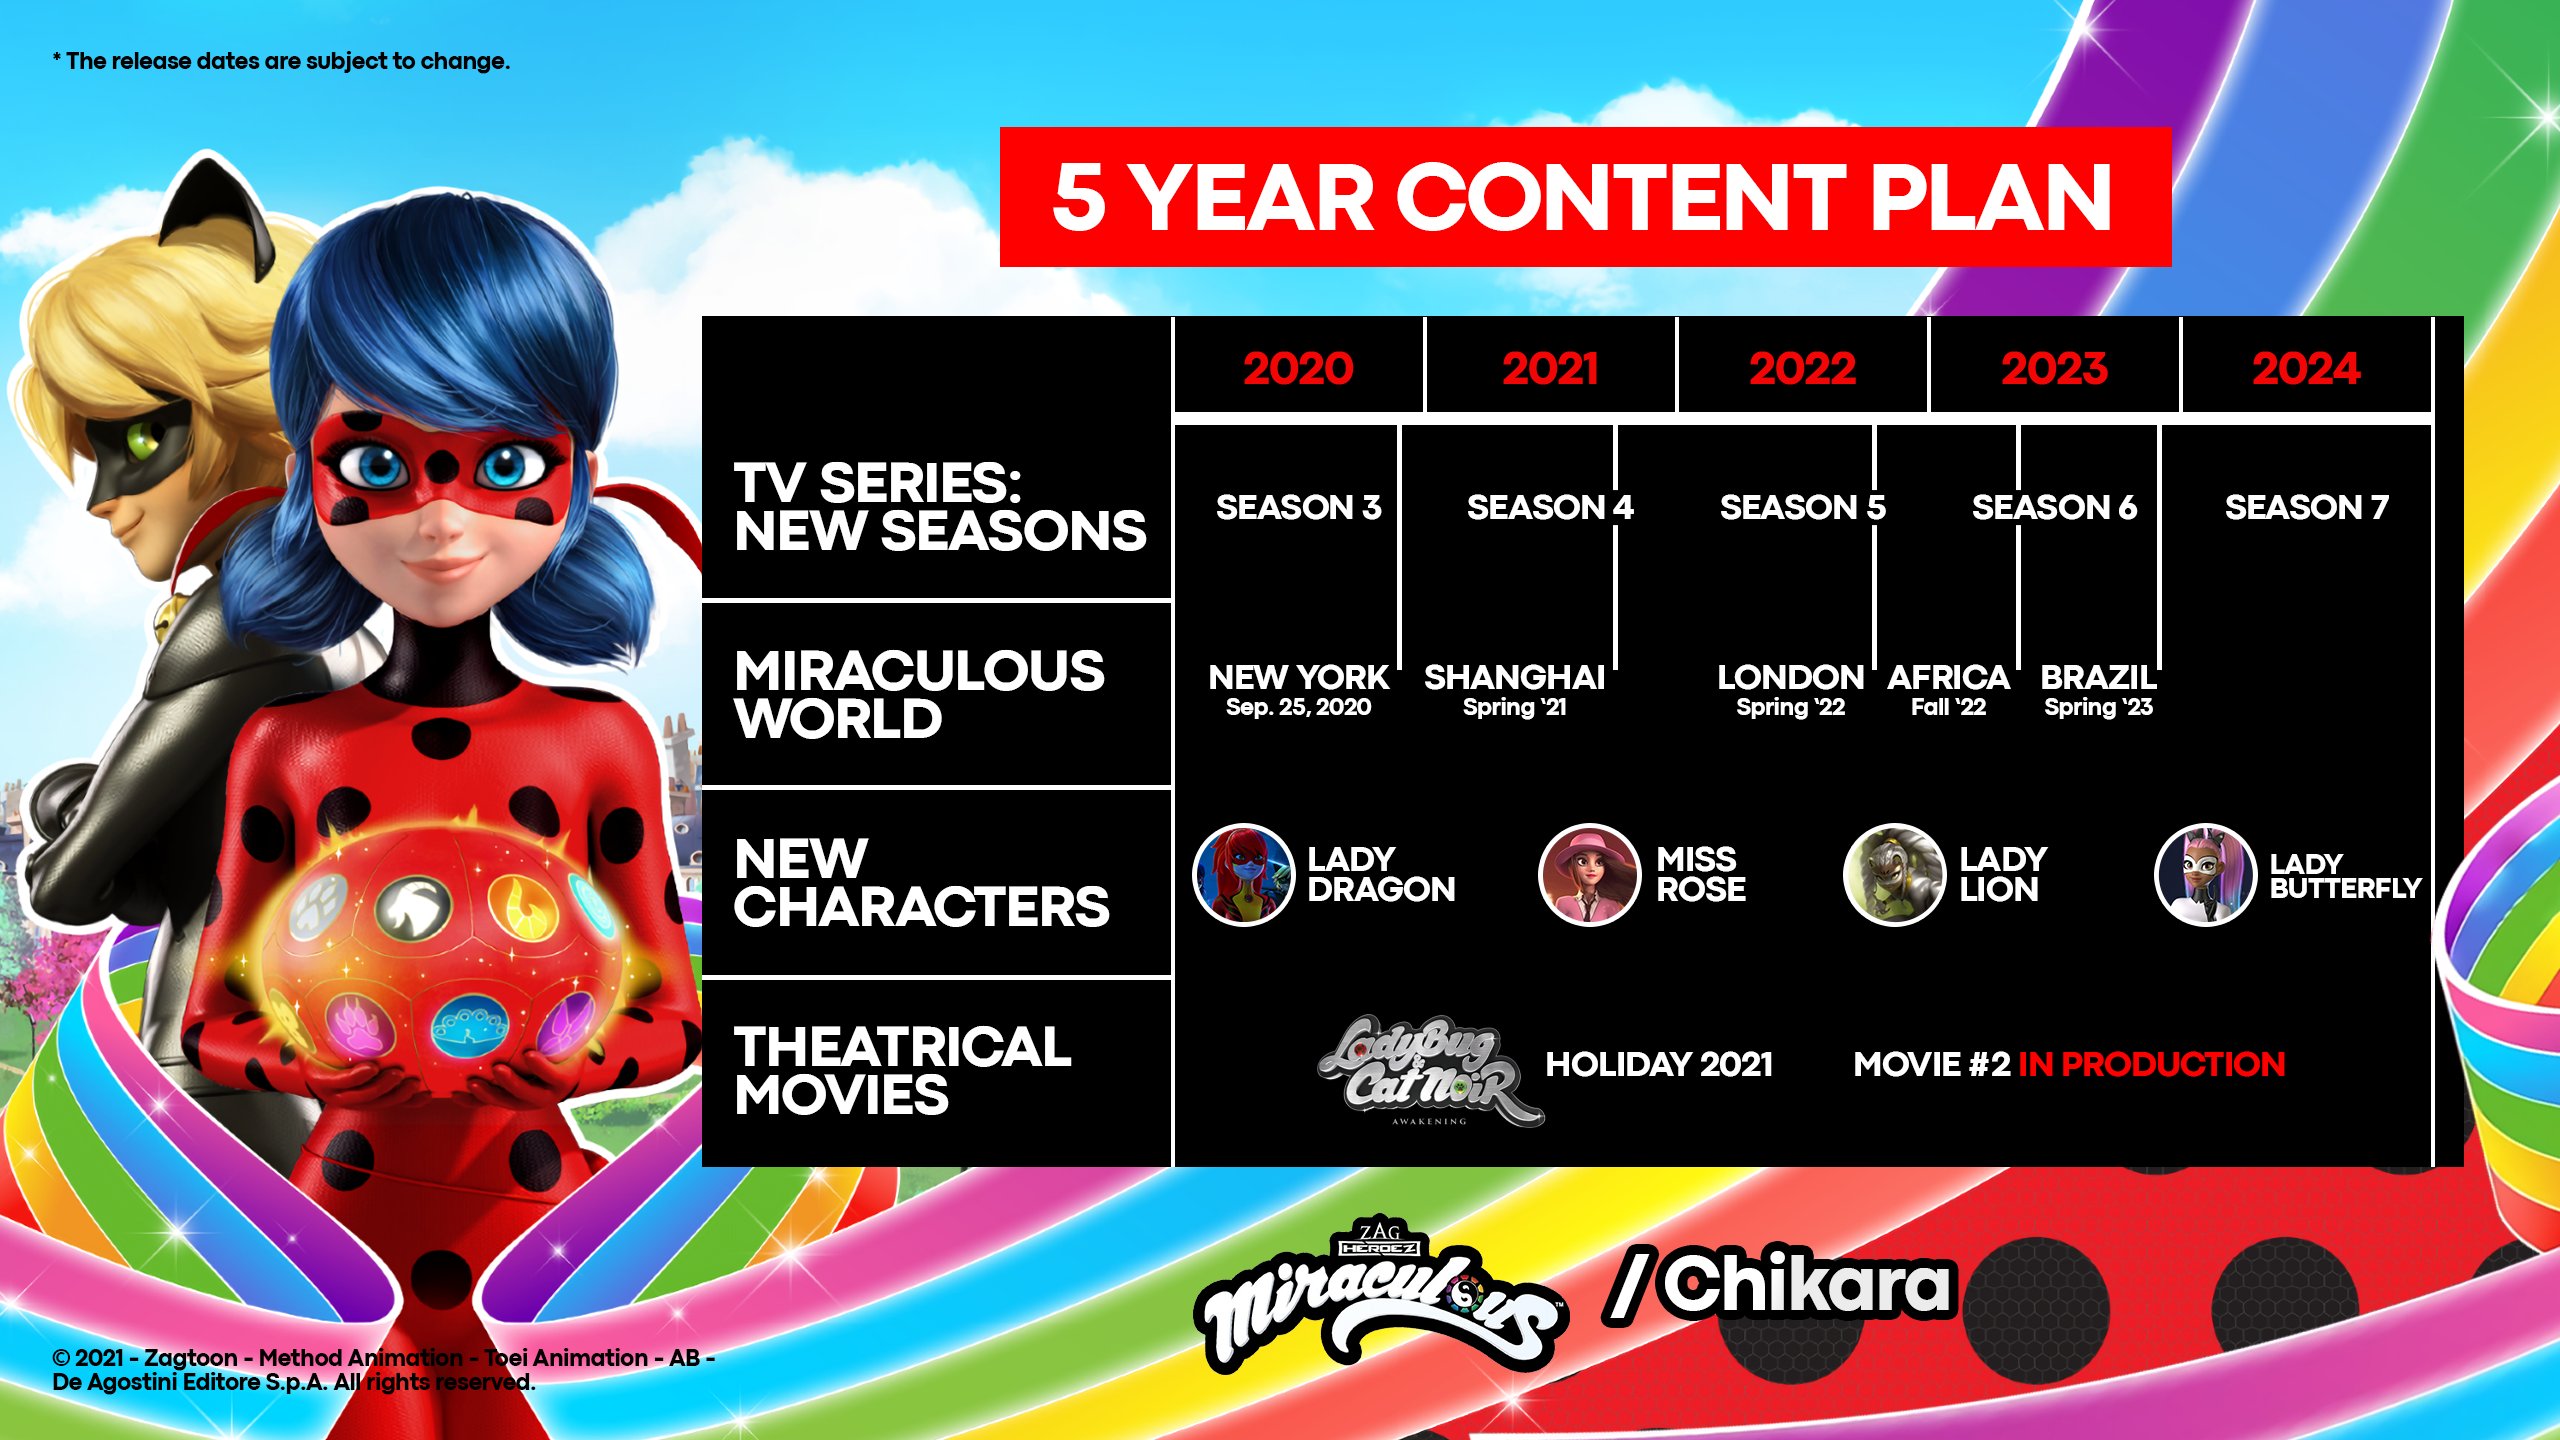 * The release dates are subject to change.
5 YEAR CONTENT PLAN
2020 2021 2022 2023 2024
TV SERIES:
NEW SEASONS
SEASON 3 SEASON 4 SEASON 5 SEASON 6 SEASON 7
MIRACULOUS
WORLD
NEW YORK SHANGHAI LONDON AFRICA BRAZIL
Sep. 25, 2020 Spring ‘21 Spring ‘22 Fall ‘22 Spring ‘23
NEW
CHARACTERS
LADY
DRAGON
MISS
ROSE
LADY
LION
LADY
BUTTERFLY
THEATRICAL
MOVIES
LadyBug
&
Cat Noir
AWAKENING
HOLIDAY 2021
MOVIE #2 IN PRODUCTION
ZAG
HEROEZ
Miraculous™
/ Chikara
© 2021 - Zagtoon - Method Animation - Toei Animation - AB -
De Agostini Editore S.p.A. All rights reserved.